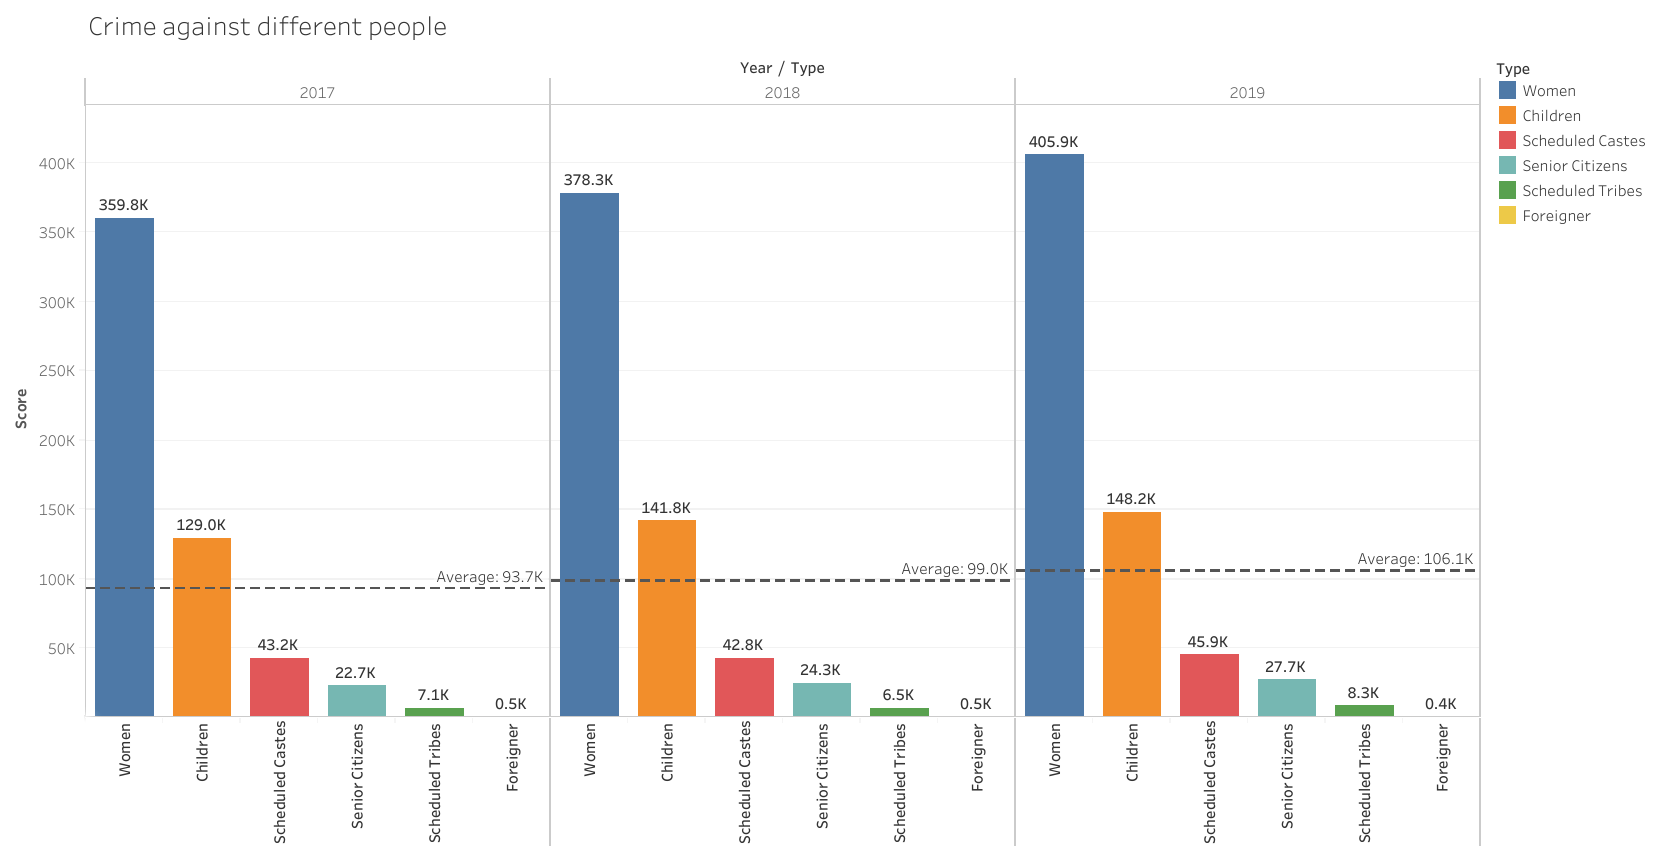 Crime against different people
Year / Type
2017
2018
2019
Type
Women
Children
Scheduled Castes
Senior Citizens
Scheduled Tribes
Foreigner
Score
400K
350K
300K
250K
200K
150K
100K
50K
359.8K
129.0K
43.2K
22.7K
7.1K
0.5K
Average: 93.7K
378.3K
141.8K
42.8K
24.3K
6.5K
0.5K
Average: 99.0K
405.9K
148.2K
45.9K
27.7K
8.3K
0.4K
Average: 106.1K
Women
Children
Scheduled Castes
Senior Citizens
Scheduled Tribes
Foreigner
Women
Children
Scheduled Castes
Senior Citizens
Scheduled Tribes
Foreigner
Women
Children
Scheduled Castes
Senior Citizens
Scheduled Tribes
Foreigner